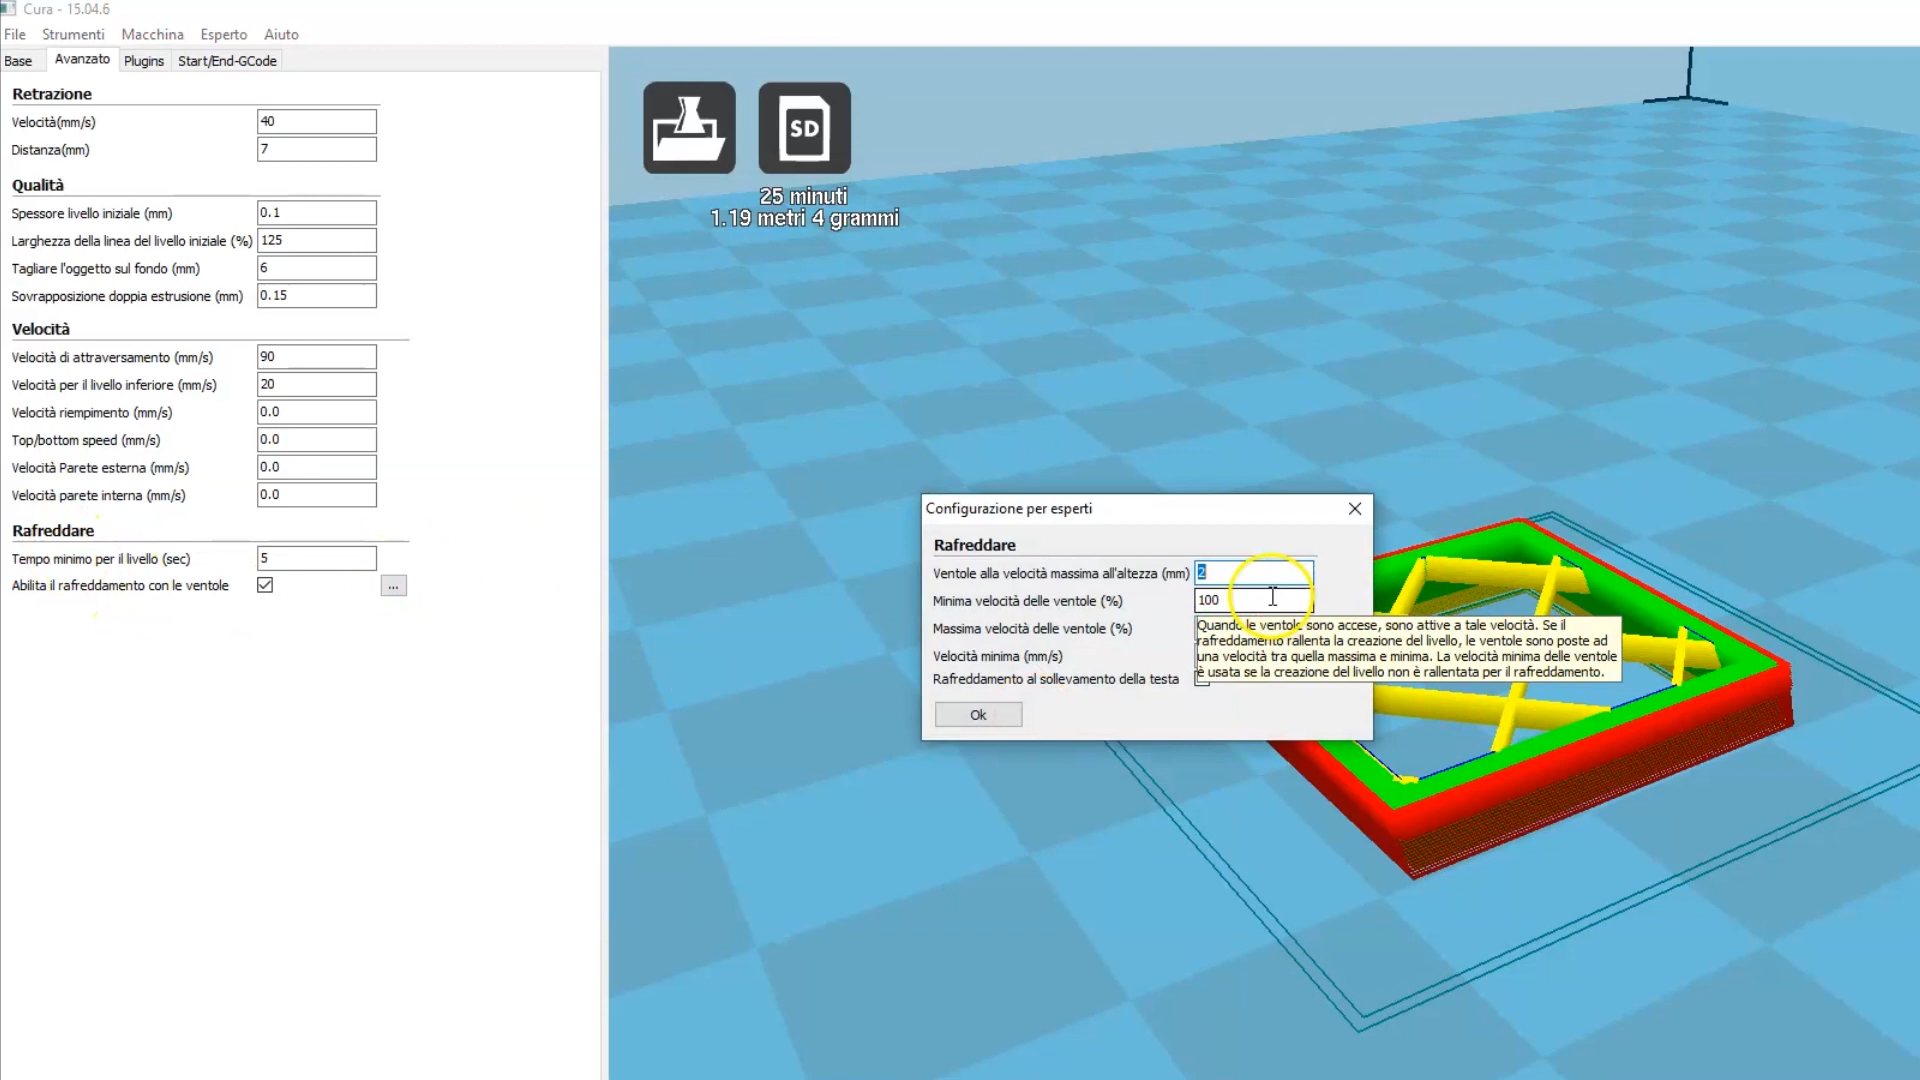 Cura - 15.04.6
File Strumenti Macchina Esperto Aiuto
Base Avanzato Plugins Start/End-GCode
Retrazione
Velocità(mm/s) 40
Distanza(mm) 7
Qualità
Spessore livello iniziale (mm) 0.1
Larghezza della linea del livello iniziale (%) 125
Tagliare l'oggetto sul fondo (mm) 6
Sovrapposizione doppia estrusione (mm) 0.15
Velocità
Velocità di attraversamento (mm/s) 90
Velocità per il livello inferiore (mm/s) 20
Velocità riempimento (mm/s) 0.0
Top/bottom speed (mm/s) 0.0
Velocità Parete esterna (mm/s) 0.0
Velocità parete interna (mm/s) 0.0
Rafreddare
Tempo minimo per il livello (sec) 5
Abilita il rafreddamento con le ventole ...
SD
25 minuti
1.19 metri 4 grammi
Configurazione per esperti
Rafreddare
Ventole alla velocità massima all'altezza (mm) 2
Minima velocità delle ventole (%) 100
Massima velocità delle ventole (%)
Velocità minima (mm/s)
Rafreddamento al sollevamento della testa
Ok
Quando le ventole sono accese, sono attive a tale velocità. Se il
rafreddamento rallenta la creazione del livello, le ventole sono poste ad
una velocità tra quella massima e minima. La velocità minima delle ventole
è usata se la creazione del livello non è rallentata per il rafreddamento.